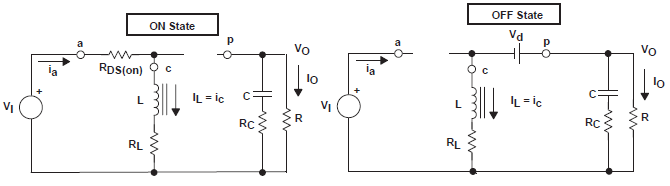 ON State
a
p
VO
ia
RDS(on)
c
IO
VI
+
L
IL = ic
C
RL
RC
R
OFF State
Vd
a
p
VO
ia
c
IO
VI
+
L
IL = ic
C
RL
RC
R